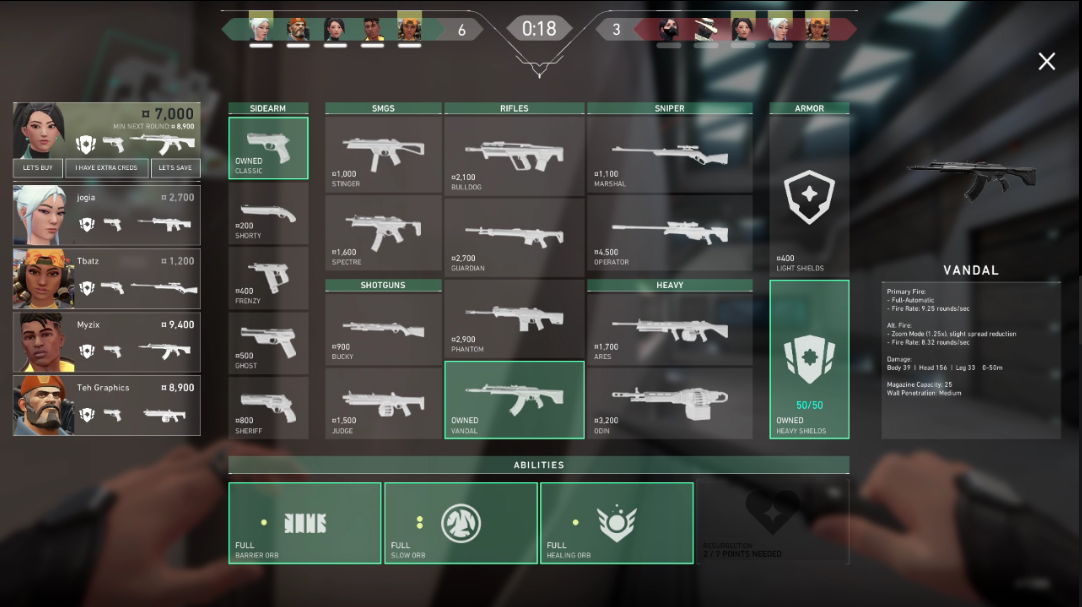 6
0:18
3
¤ 7,000
MIN NEXT ROUND: ¤ 8,900
LET'S BUY
I HAVE EXTRA CREDS
LET'S SAVE
jogia
¤ 2,700
Tbatz
¤ 1,200
Myzix
¤ 9,400
Teh Graphics
¤ 8,900
SIDEARM
OWNED
CLASSIC
¤200
SHORTY
¤400
FRENZY
¤500
GHOST
¤800
SHERIFF
SMGS
¤1,000
STINGER
¤1,600
SPECTRE
SHOTGUNS
¤900
BUCKY
¤1,500
JUDGE
RIFLES
¤2,100
BULLDOG
¤2,700
GUARDIAN
¤2,900
PHANTOM
OWNED
VANDAL
SNIPER
¤1,100
MARSHAL
¤4,500
OPERATOR
HEAVY
¤1,700
ARES
¤3,200
ODIN
ARMOR
¤400
LIGHT SHIELDS
50/50
OWNED
HEAVY SHIELDS
VANDAL
Primary Fire:
- Full-Automatic
- Fire Rate: 9.25 rounds/sec
Alt. Fire:
- Zoom Mode (1.25x), slight spread reduction
- Fire Rate: 8.32 rounds/sec
Damage:
Body 39 | Head 156 | Leg 33 0-50m
Magazine Capacity: 25
Wall Penetration: Medium
ABILITIES
FULL
BARRIER ORB
FULL
SLOW ORB
FULL
HEALING ORB
RESURRECTION
2 / 7 POINTS NEEDED